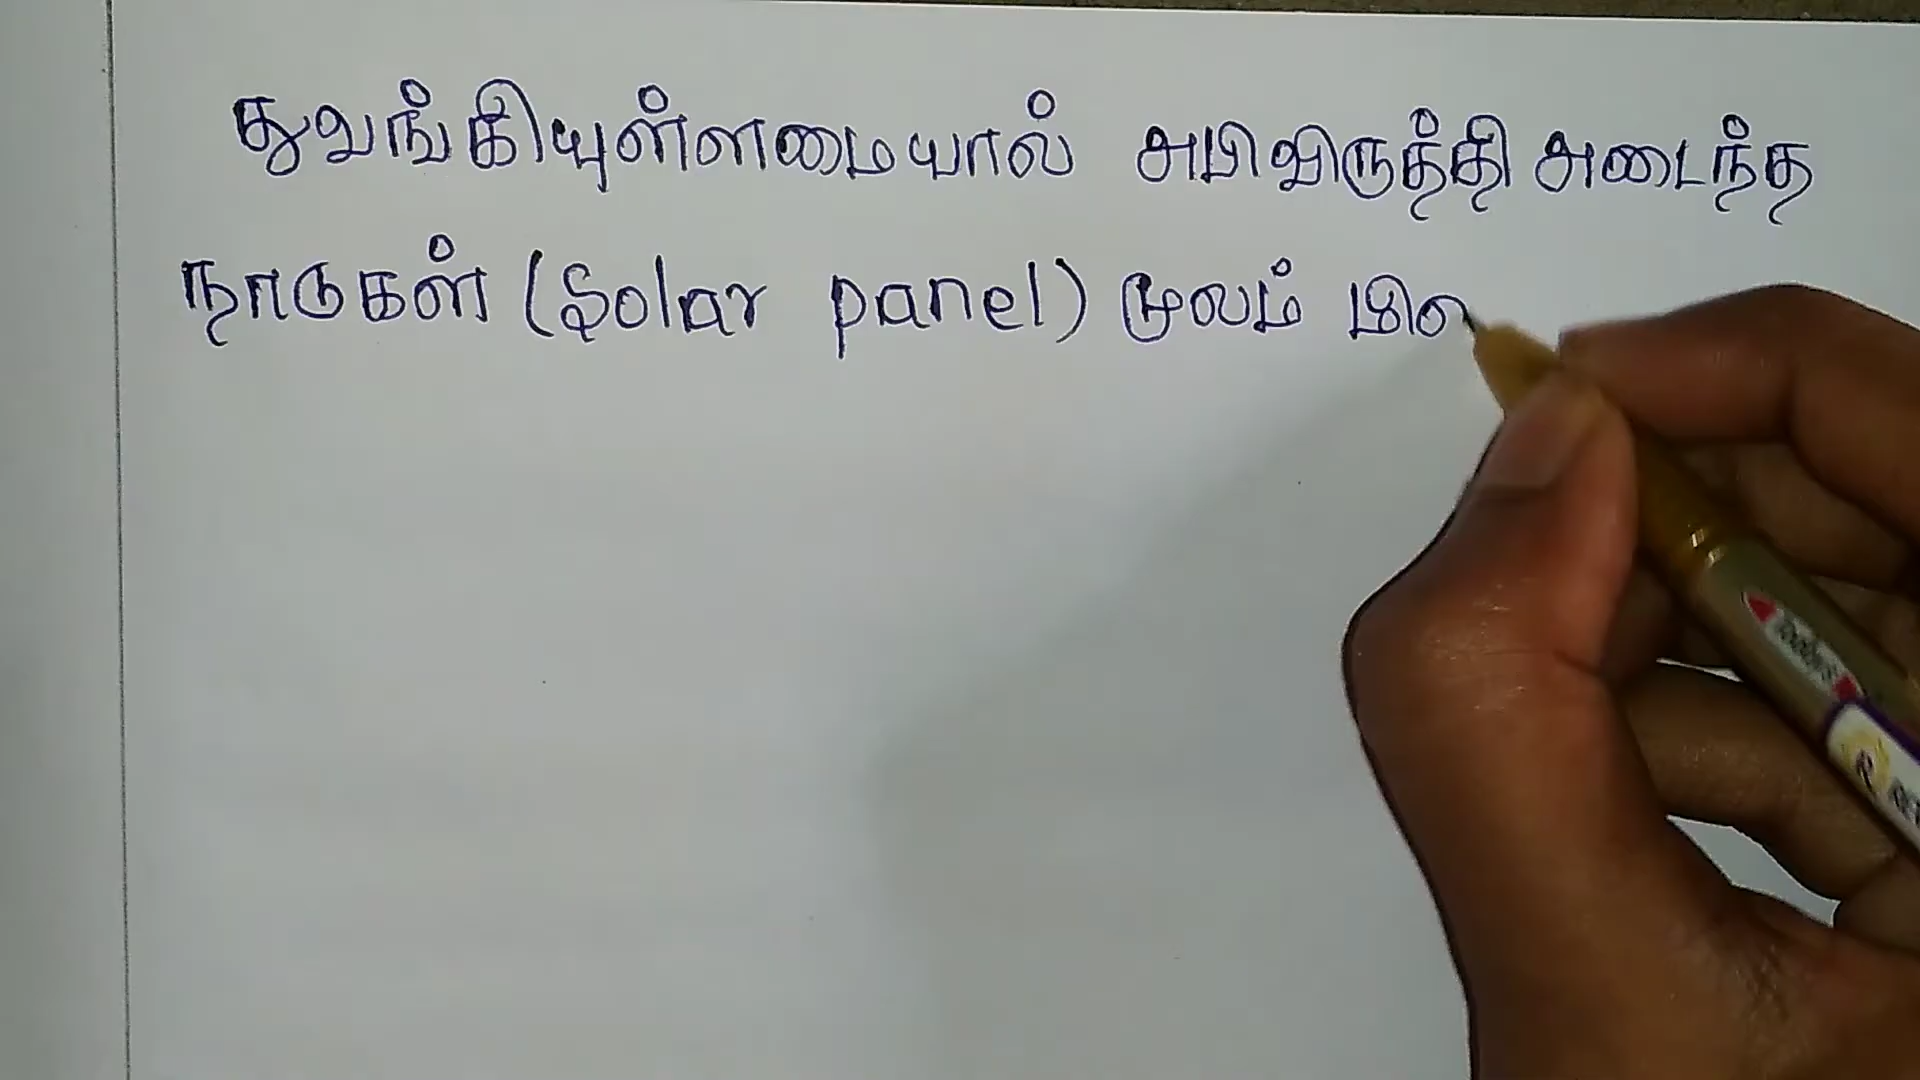 துவங்கியுள்ளமையால் அபிவிருத்தி அடைந்த
நாடுகள் (Solar panel) மூலம் மி